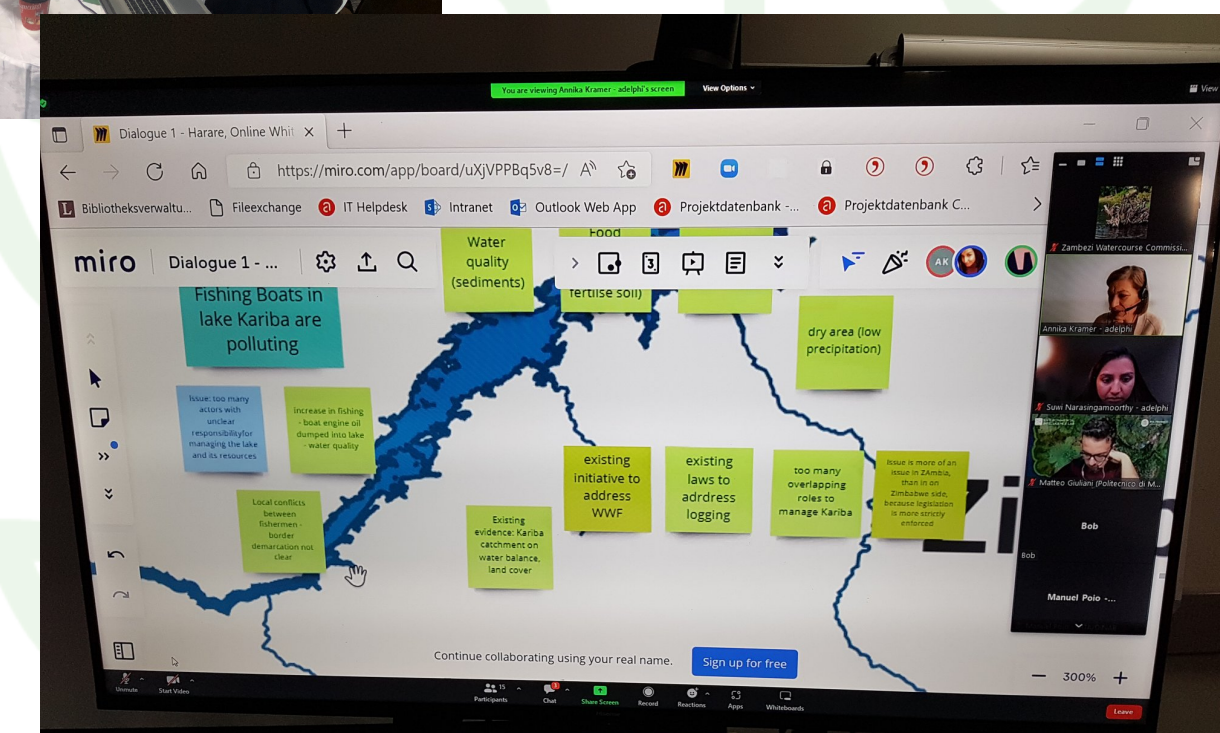 You are viewing Annika Kramer - adelphi's screen
View Options
View
Dialogue 1 - Harare, Online Whit
https://miro.com/app/board/uXjVPPBq5v8=/
Bibliotheksverwaltu...
Fileexchange
IT Helpdesk
Intranet
Outlook Web App
Projektdatenbank -...
Projektdatenbank C...
miro
Dialogue 1 - ...
AK
Water
quality
(sediments)
Food
fertilse soil)
Fishing Boats in
lake Kariba are
polluting
dry area (low
precipitation)
Issue: too many
actors with
unclear
responsibilityfor
managing the lake
and its resources
increase in fishing
- boat engine oil
dumped into lake
- water quality
Local conflicts
between
fishermen -
border
demarcation not
clear
Existing
evidence: Kariba
catchment on
water balance,
land cover
existing
initiative to
address
WWF
existing
laws to
adrdress
logging
too many
overlapping
roles to
manage Kariba
Issue is more of an
issue in ZAmbia,
than in on
Zimbabwe side,
because legislation
is more strictly
enforced
Zi
Zambezi Watercourse Commissi...
Annika Kramer - adelphi
Suwi Narasingamoorthy - adelphi
Matteo Giuliani (Politecnico di M...
Bob
Bob
Manuel Poio -...
Continue collaborating using your real name.
Sign up for free
300%
Unmute
Start Video
Participants
15
Chat
3
Share Screen
Record
Reactions
Apps
Whiteboards
Leave